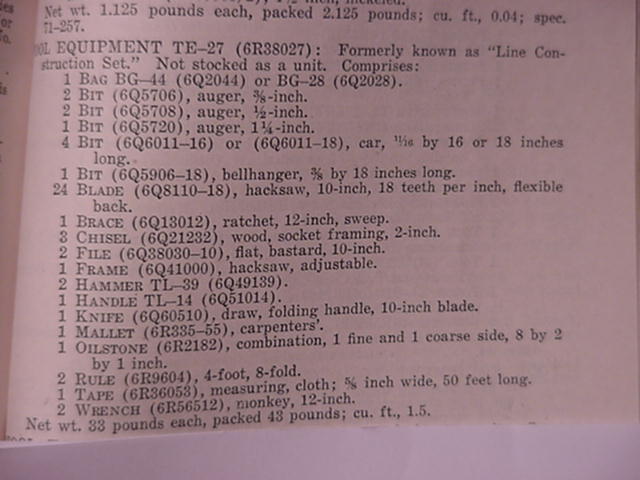 Net wt. 1.125 pounds each, packed 2.125 pounds; cu. ft., 0.04; spec.
71-257.
OOL EQUIPMENT TE-27 (6R38027): Formerly known as "Line Con-
struction Set." Not stocked as a unit. Comprises:
1 BAG BG-44 (6Q2044) or BG-28 (6Q2028).
2 BIT (6Q5706), auger, ⅜-inch.
2 BIT (6Q5708), auger, ½-inch.
1 BIT (6Q5720), auger, 1¼-inch.
4 BIT (6Q6011-16) or (6Q6011-18), car, 11/16 by 16 or 18 inches
long.
1 BIT (6Q5906-18), bellhanger, ⅜ by 18 inches long.
24 BLADE (6Q8110-18), hacksaw, 10-inch, 18 teeth per inch, flexible
back.
1 BRACE (6Q13012), ratchet, 12-inch, sweep.
3 CHISEL (6Q21232), wood, socket framing, 2-inch.
2 FILE (6Q38030-10), flat, bastard, 10-inch.
1 FRAME (6Q41000), hacksaw, adjustable.
2 HAMMER TL-39 (6Q49139).
1 HANDLE TL-14 (6Q51014).
1 KNIFE (6Q60510), draw, folding handle, 10-inch blade.
1 MALLET (6R335-55), carpenters'.
1 OILSTONE (6R2182), combination, 1 fine and 1 coarse side, 8 by 2
by 1 inch.
2 RULE (6R9604), 4-foot, 8-fold.
1 TAPE (6R36053), measuring, cloth; ⅝ inch wide, 50 feet long.
2 WRENCH (6R56512), monkey, 12-inch.
Net wt. 33 pounds each, packed 43 pounds; cu. ft., 1.5.